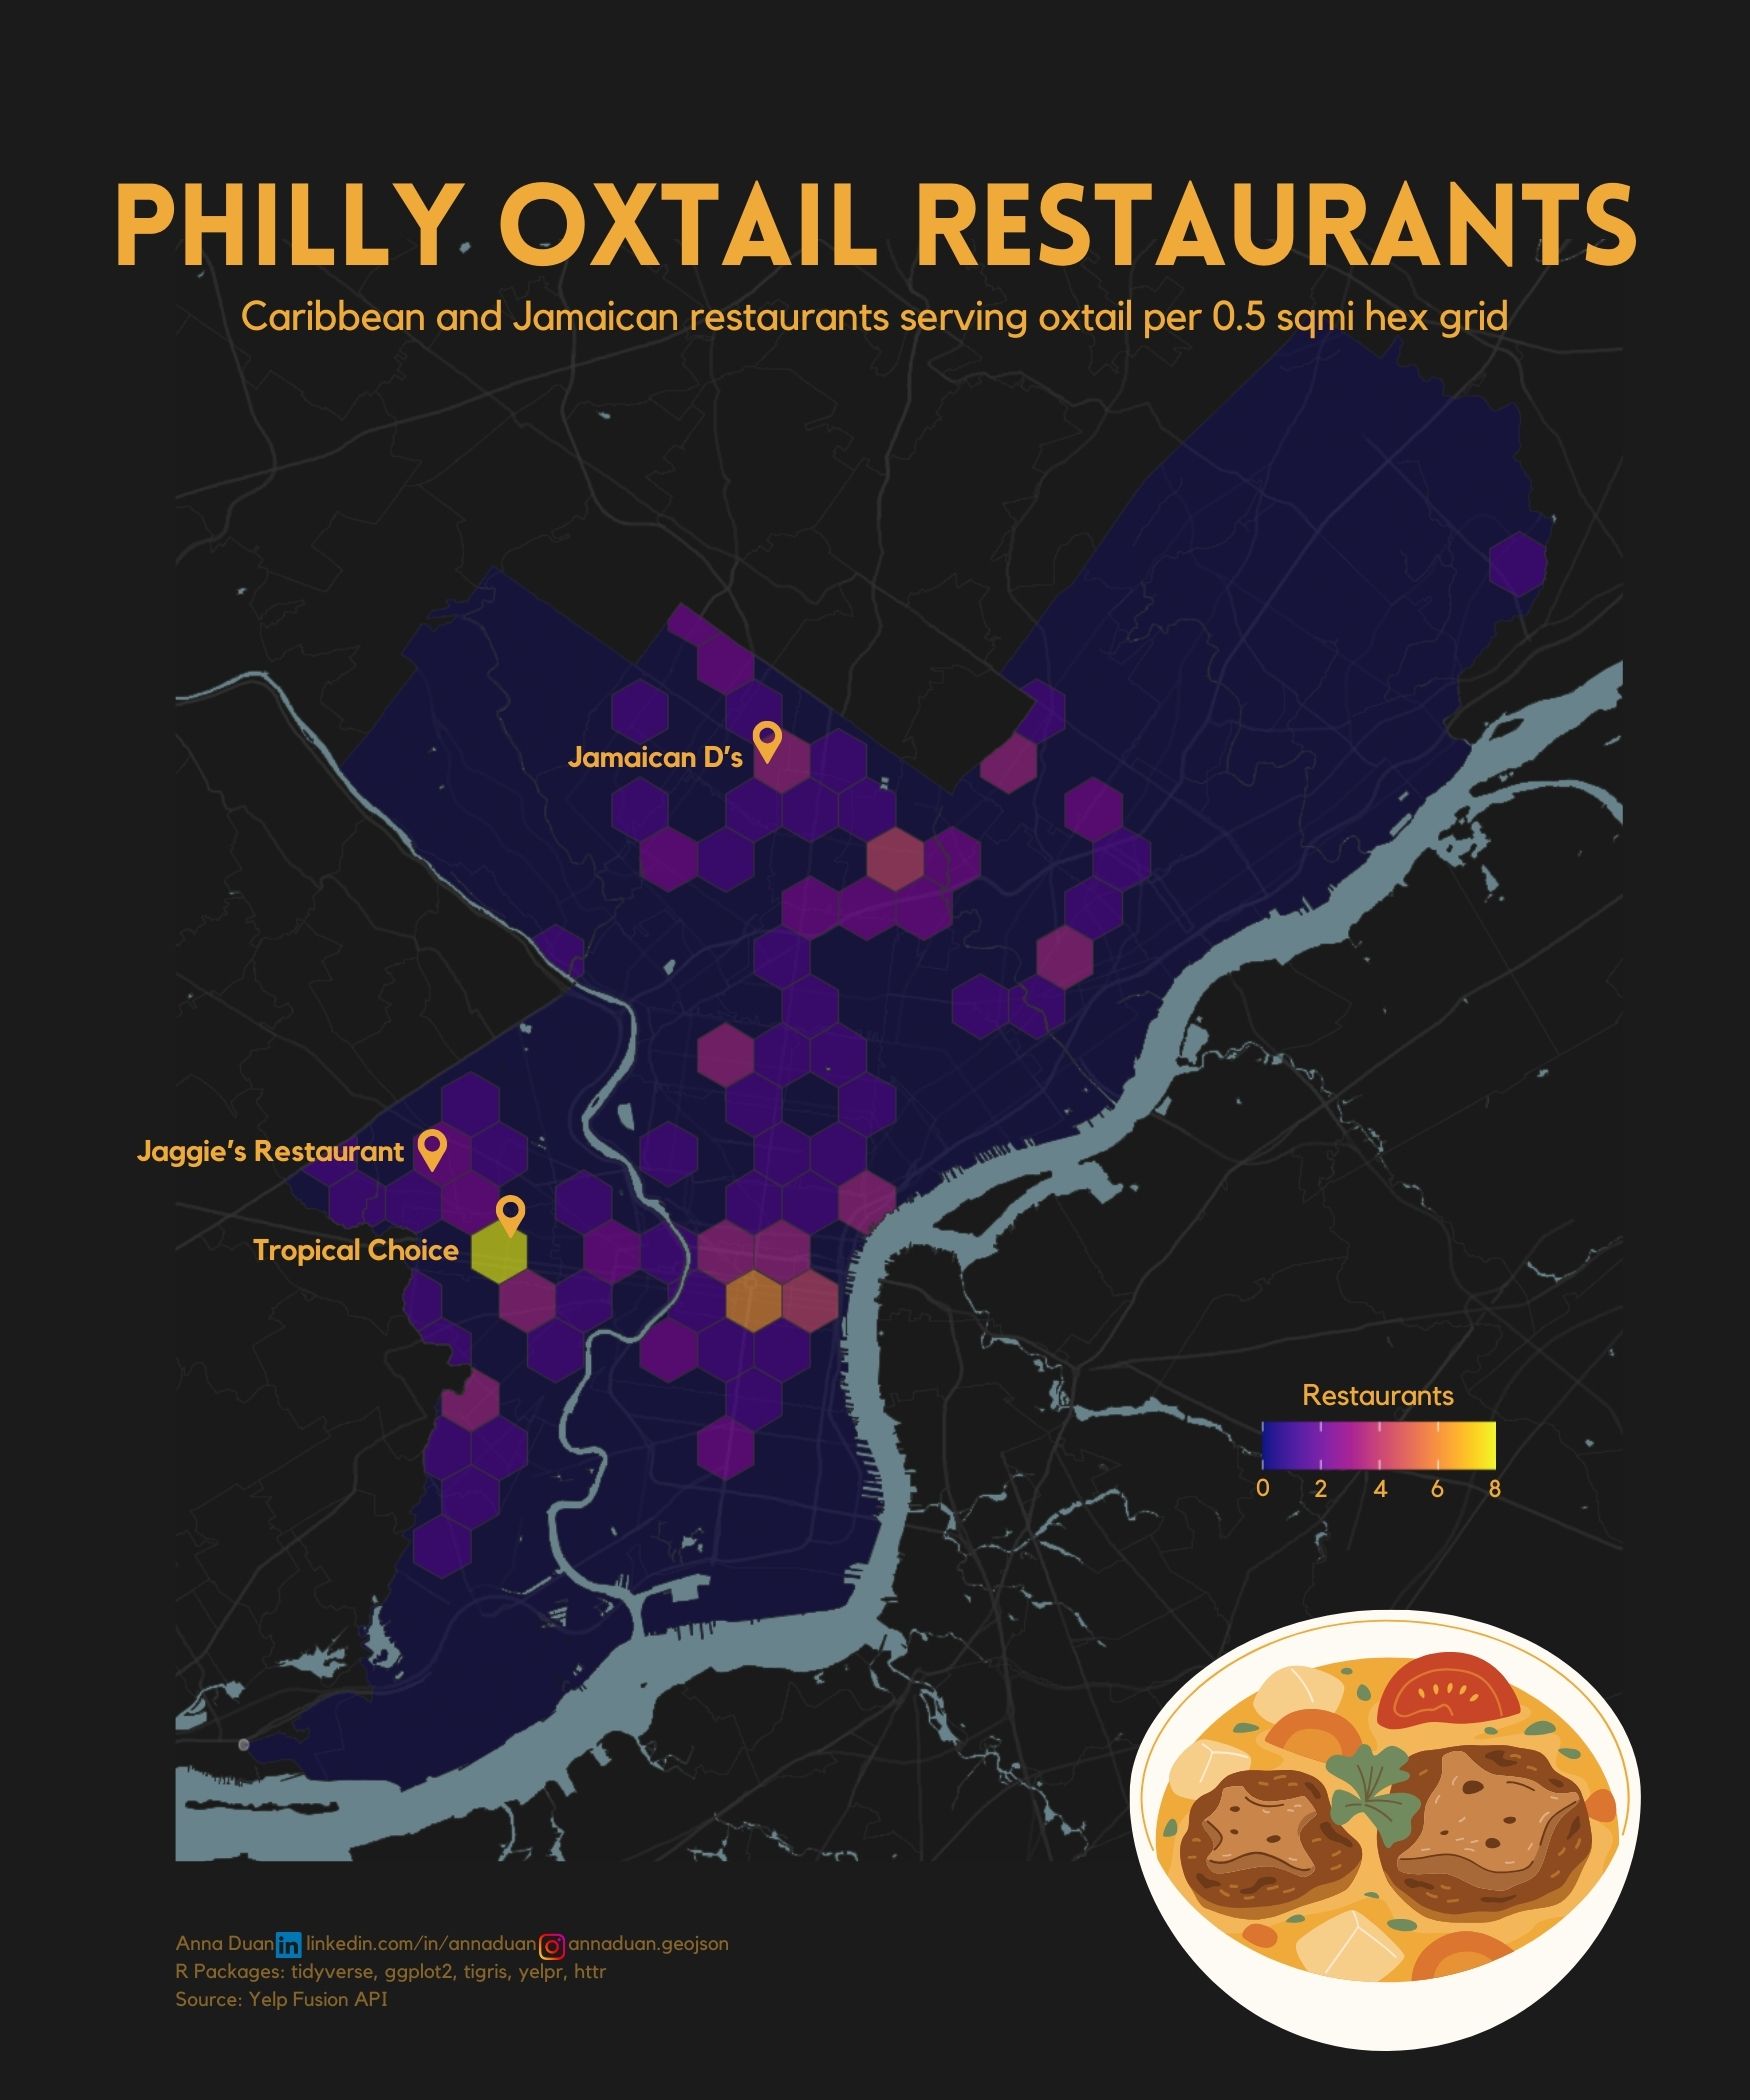 PHILLY OXTAIL RESTAURANTS
Caribbean and Jamaican restaurants serving oxtail per 0.5 sqmi hex grid
Jamaican D's
Jaggie's Restaurant
Tropical Choice
Restaurants
0 2 4 6 8
Anna Duan in linkedin.com/in/annaduan annaduan.geojson
R Packages: tidyverse, ggplot2, tigris, yelpr, httr
Source: Yelp Fusion API